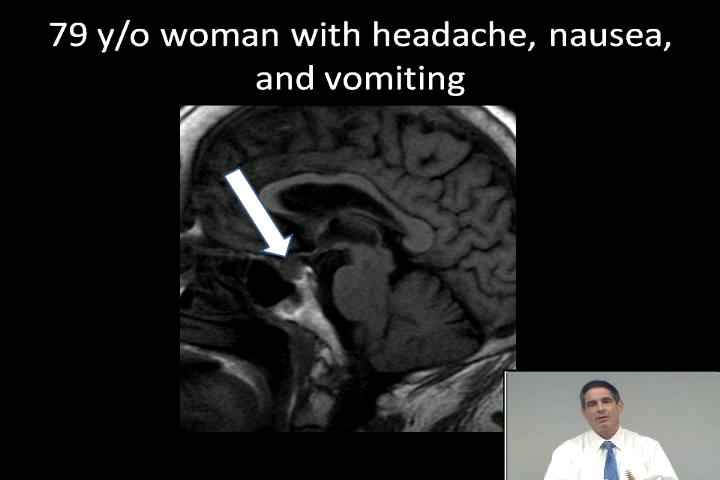 79 y/o woman with headache, nausea,
and vomiting